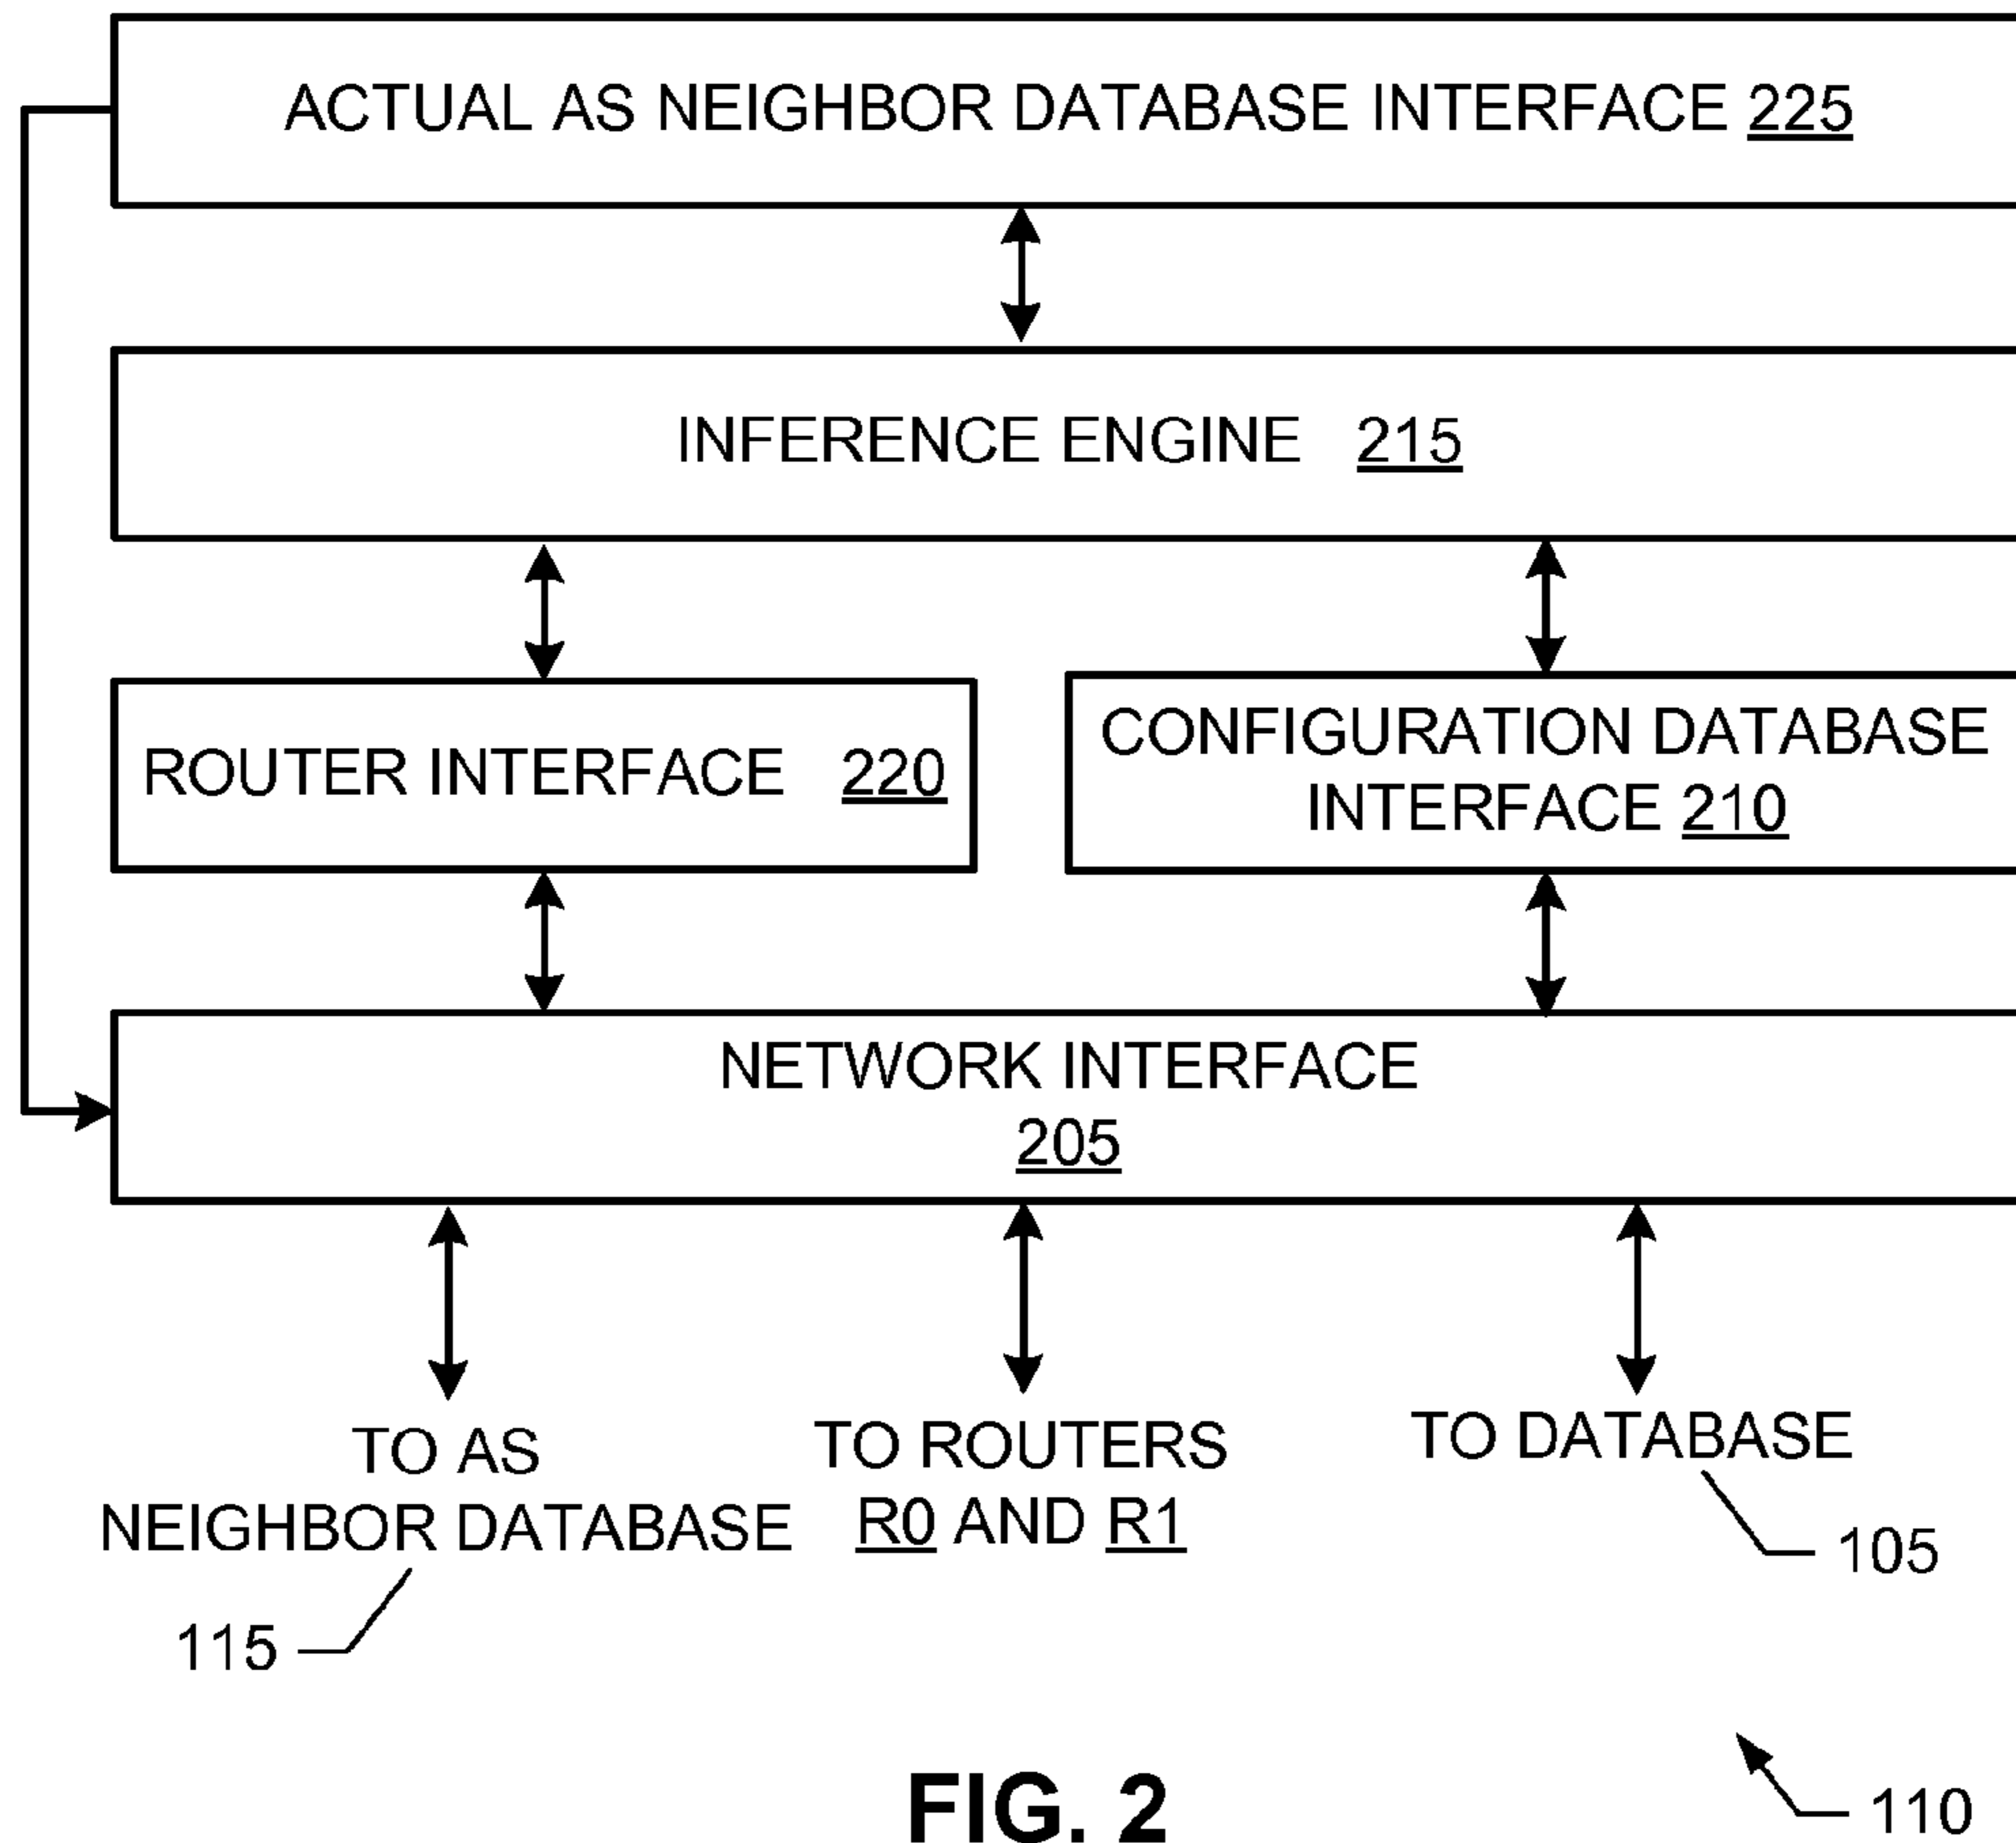 ACTUAL AS NEIGHBOR DATABASE INTERFACE 225
INFERENCE ENGINE 215
ROUTER INTERFACE 220
CONFIGURATION DATABASE
INTERFACE 210
NETWORK INTERFACE
205
TO AS
NEIGHBOR DATABASE
115
TO ROUTERS
R0 AND R1
TO DATABASE
105
FIG. 2
110